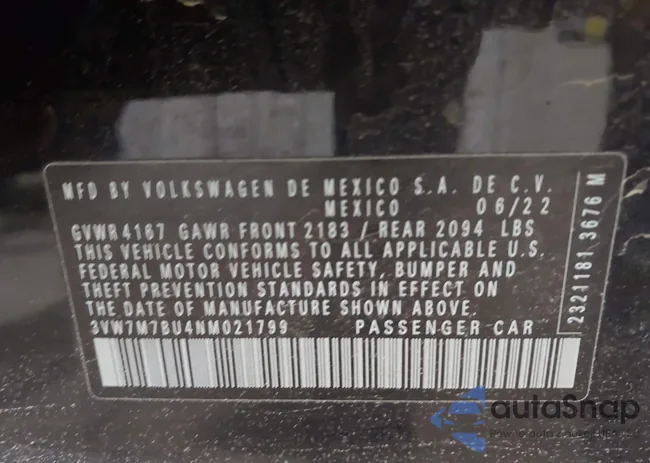 MFD BY VOLKSWAGEN DE MEXICO S.A. DE C.V.
MEXICO 06/22
GVWR 4167 GAWR FRONT 2183 / REAR 2094 LBS
THIS VEHICLE CONFORMS TO ALL APPLICABLE U.S.
FEDERAL MOTOR VEHICLE SAFETY, BUMPER AND
THEFT PREVENTION STANDARDS IN EFFECT ON
THE DATE OF MANUFACTURE SHOWN ABOVE.
3VW7M7BU4NM021799 PASSENGER CAR
2321181 3676 M
autoSnap